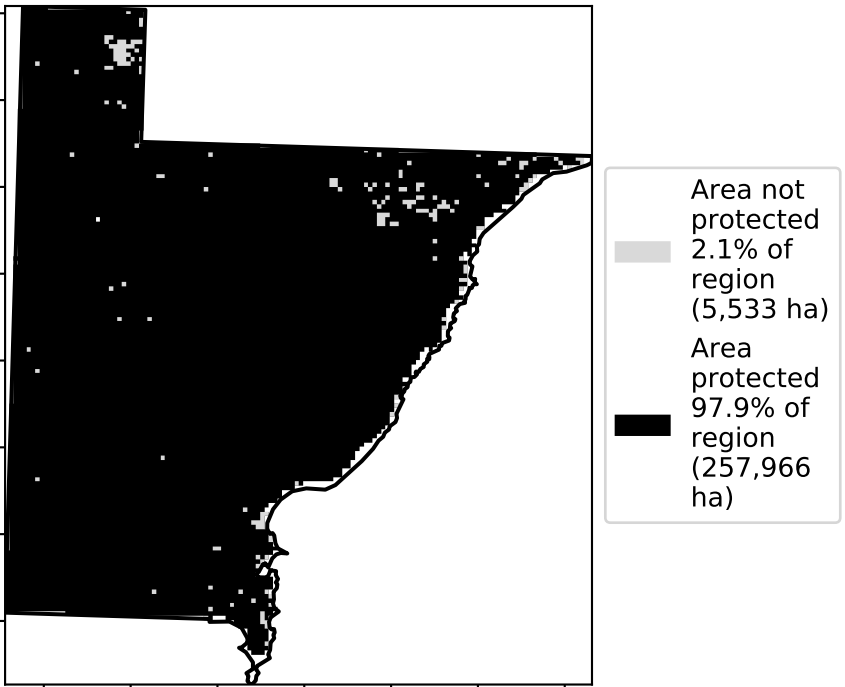 Area not
protected
2.1% of
region
(5,533 ha)
Area
protected
97.9% of
region
(257,966
ha)